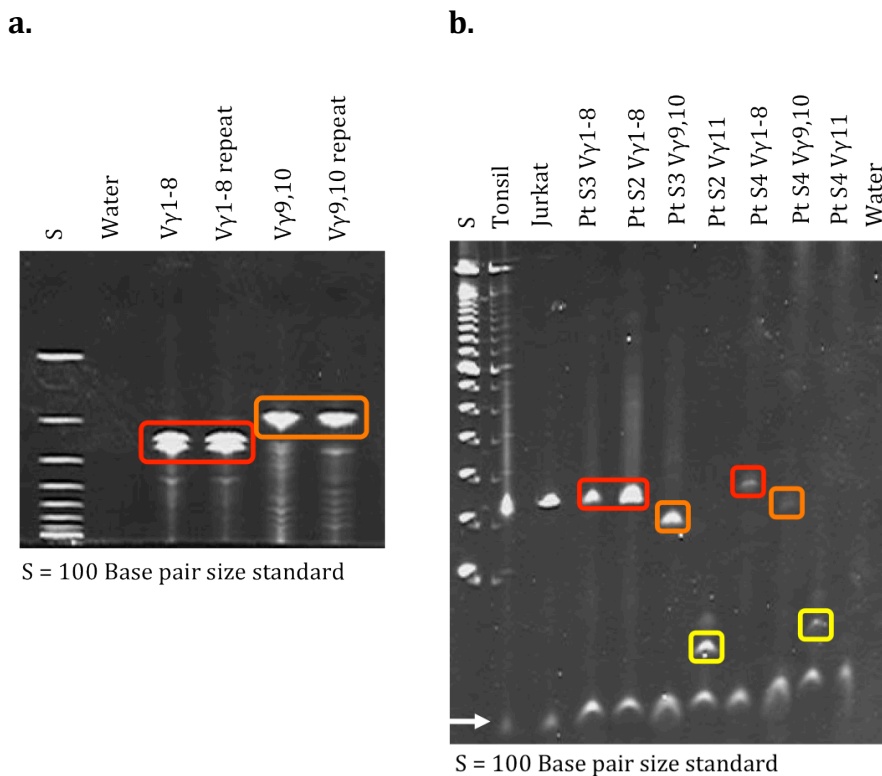 a.
S
Water
Vγ1-8
Vγ1-8 repeat
Vγ9,10
Vγ9,10 repeat
S = 100 Base pair size standard
b.
S
Tonsil
Jurkat
Pt S3 Vγ1-8
Pt S2 Vγ1-8
Pt S3 Vγ9,10
Pt S2 Vγ11
Pt S4 Vγ1-8
Pt S4 Vγ9,10
Pt S4 Vγ11
Water
S = 100 Base pair size standard